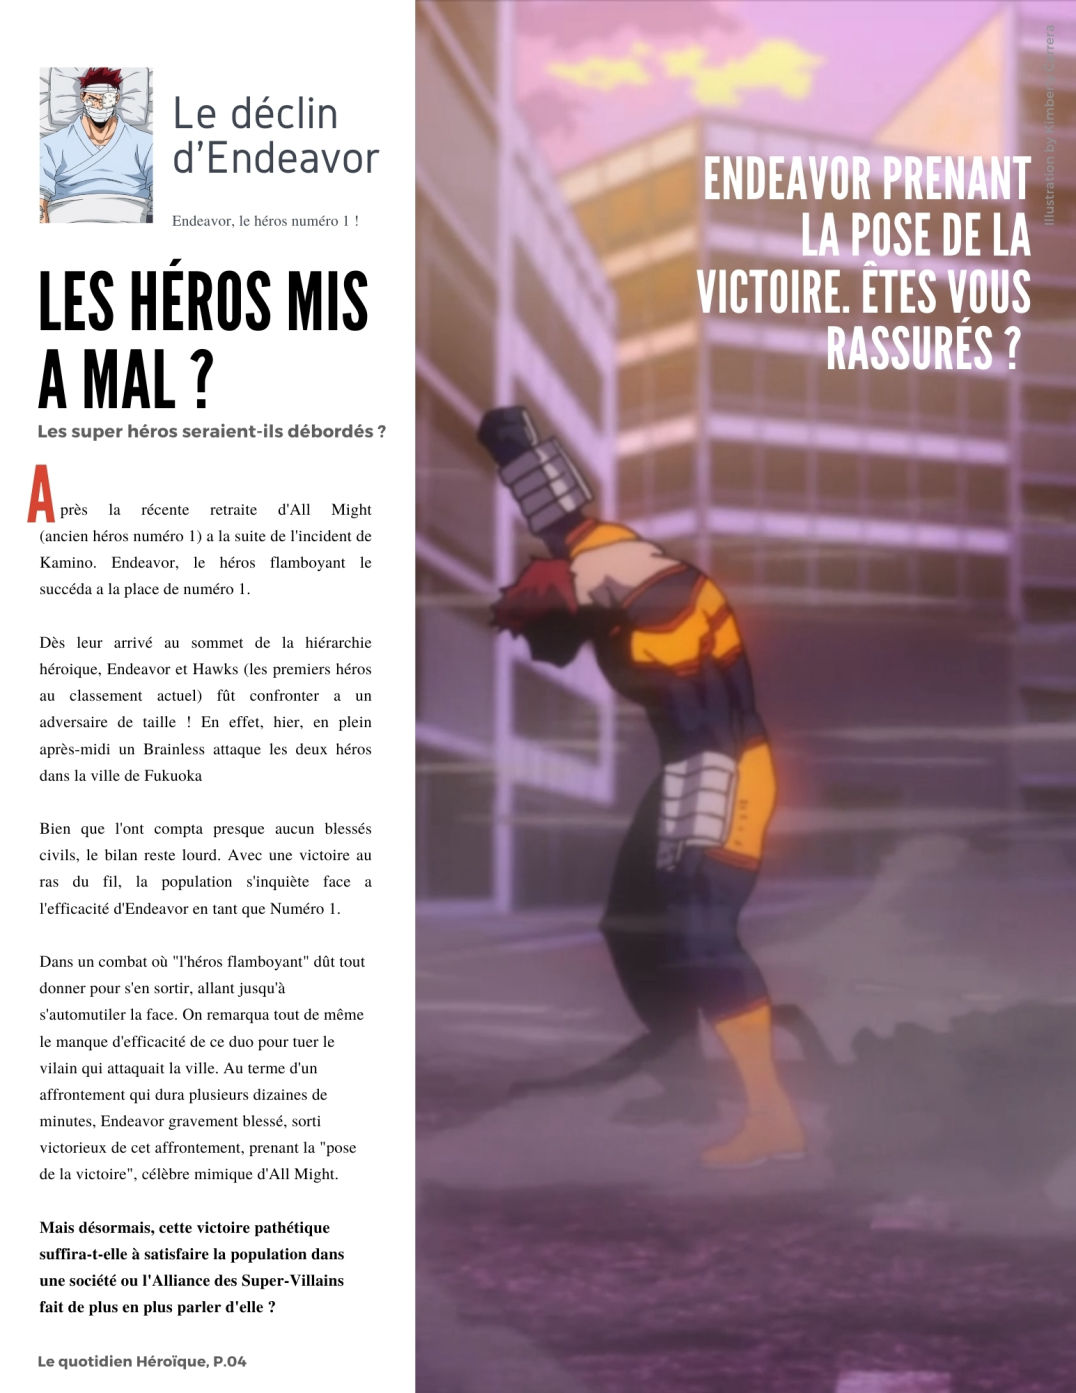 Le déclin
d'Endeavor
Endeavor, le héros numéro 1 !
LES HÉROS MIS
A MAL ?
Les super héros seraient-ils débordés ?
Après la récente retraite d'All Might
(ancien héros numéro 1) a la suite de l'incident de
Kamino. Endeavor, le héros flamboyant le
succéda a la place de numéro 1.
Dès leur arrivé au sommet de la hiérarchie
héroique, Endeavor et Hawks (les premiers héros
au classement actuel) fût confronter a un
adversaire de taille ! En effet, hier, en plein
après-midi un Brainless attaque les deux héros
dans la ville de Fukuoka
Bien que l'ont compta presque aucun blessés
civils, le bilan reste lourd. Avec une victoire au
ras du fil, la population s'inquiète face a
l'efficacité d'Endeavor en tant que Numéro 1.
Dans un combat où "l'héros flamboyant" dût tout
donner pour s'en sortir, allant jusqu'à
s'automutiler la face. On remarqua tout de même
le manque d'efficacité de ce duo pour tuer le
vilain qui attaquait la ville. Au terme d'un
affrontement qui dura plusieurs dizaines de
minutes, Endeavor gravement blessé, sorti
victorieux de cet affrontement, prenant la "pose
de la victoire", célèbre mimique d'All Might.
Mais désormais, cette victoire pathétique
suffira-t-elle à satisfaire la population dans
une société ou l'Alliance des Super-Villains
fait de plus en plus parler d'elle ?
Le quotidien Héroïque, P.04
ENDEAVOR PRENANT
LA POSE DE LA
VICTOIRE. ÊTES VOUS
RASSURÉS ?
Illustration by